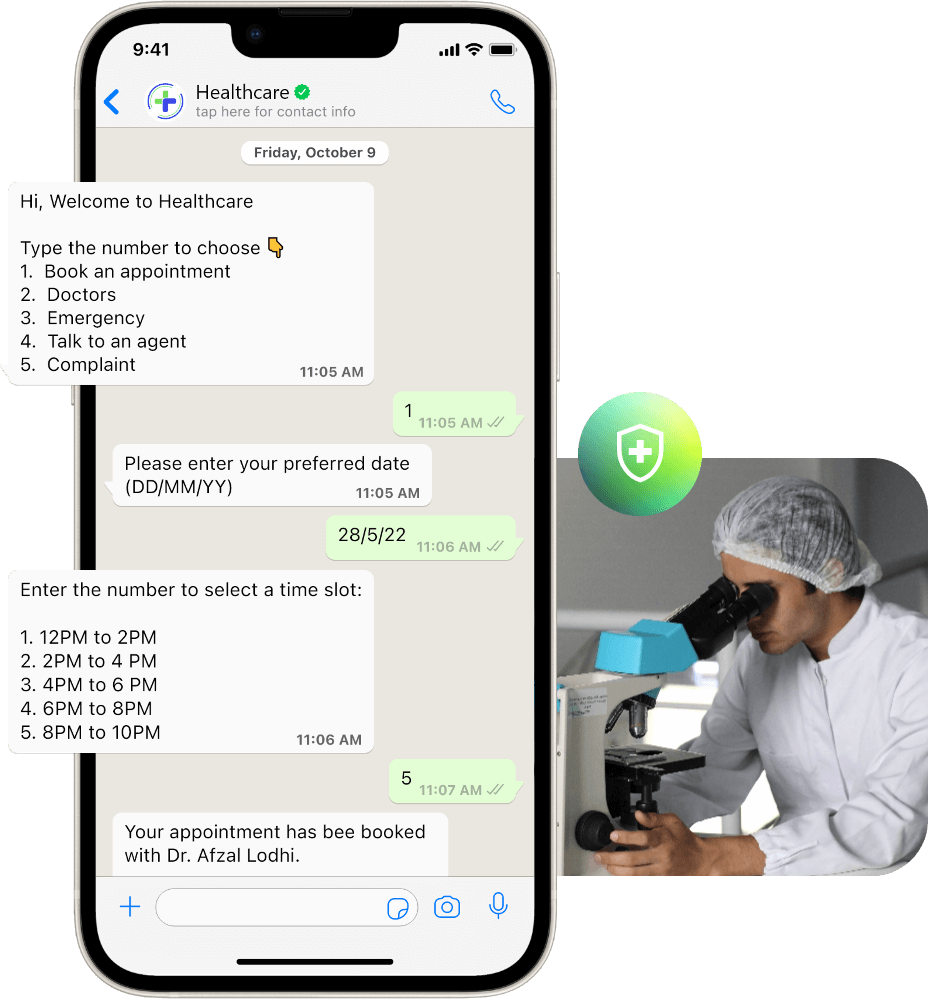 9:41
Healthcare
tap here for contact info
Friday, October 9
Hi, Welcome to Healthcare
Type the number to choose 👇
1. Book an appointment
2. Doctors
3. Emergency
4. Talk to an agent
5. Complaint
11:05 AM
1
11:05 AM
Please enter your preferred date
(DD/MM/YY)
11:05 AM
28/5/22
11:06 AM
Enter the number to select a time slot:
1. 12PM to 2PM
2. 2PM to 4 PM
3. 4PM to 6 PM
4. 6PM to 8PM
5. 8PM to 10PM
11:06 AM
5
11:07 AM
Your appointment has bee booked
with Dr. Afzal Lodhi.